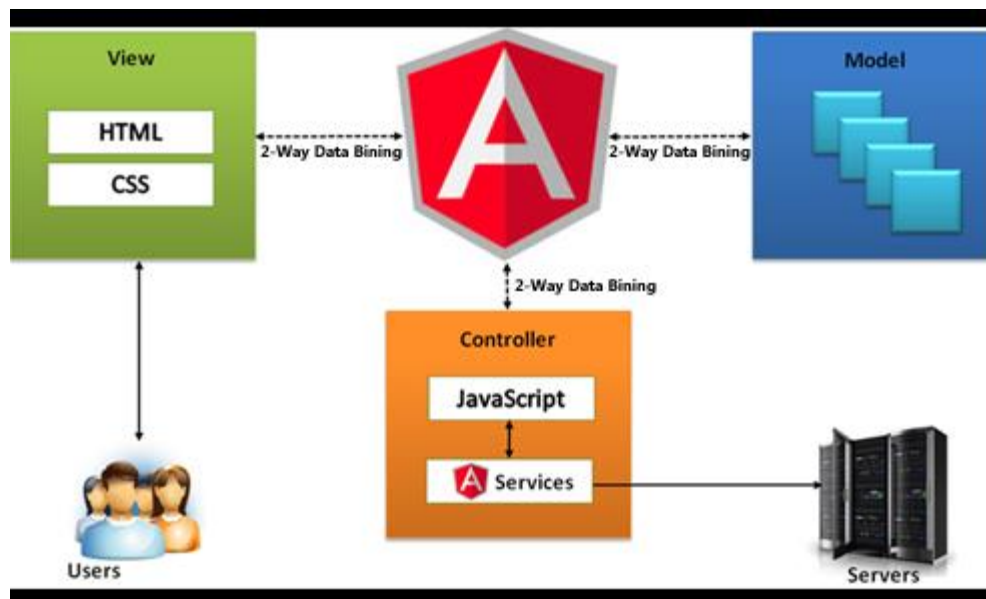 View
HTML
CSS
2-Way Data Bining
2-Way Data Bining
Model
2-Way Data Bining
Controller
JavaScript
Services
Users
Servers